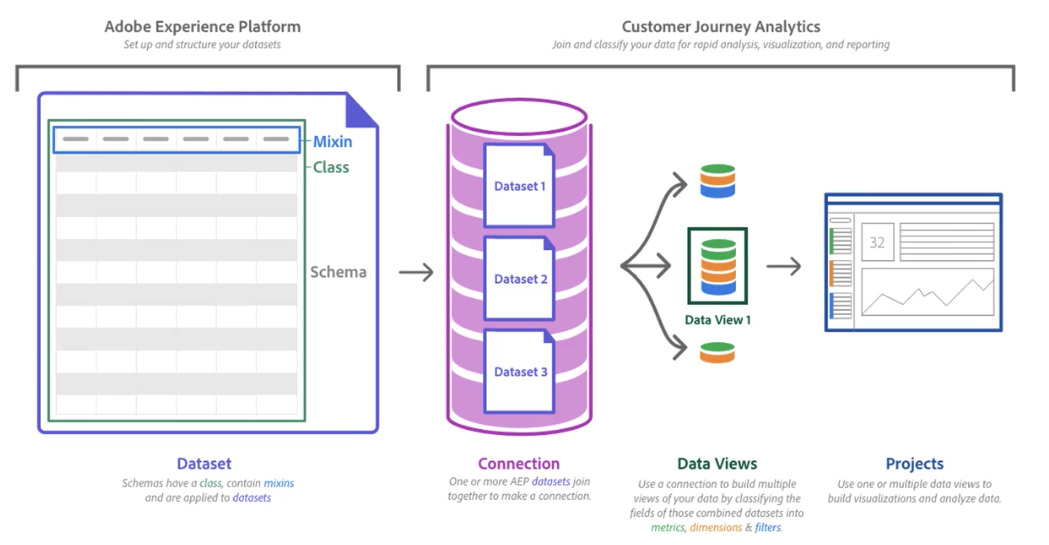 Adobe Experience Platform
Set up and structure your datasets
Customer Journey Analytics
Join and classify your data for rapid analysis, visualization, and reporting
Mixin
Class
Schema
Dataset 1
Dataset 2
Dataset 3
Data View 1
32
Dataset
Schemas have a class, contain mixins
and are applied to datasets
Connection
One or more AEP datasets join
together to make a connection.
Data Views
Use a connection to build multiple
views of your data by classifying the
fields of those combined datasets into
metrics, dimensions & filters.
Projects
Use one or multiple data views to
build visualizations and analyze data.